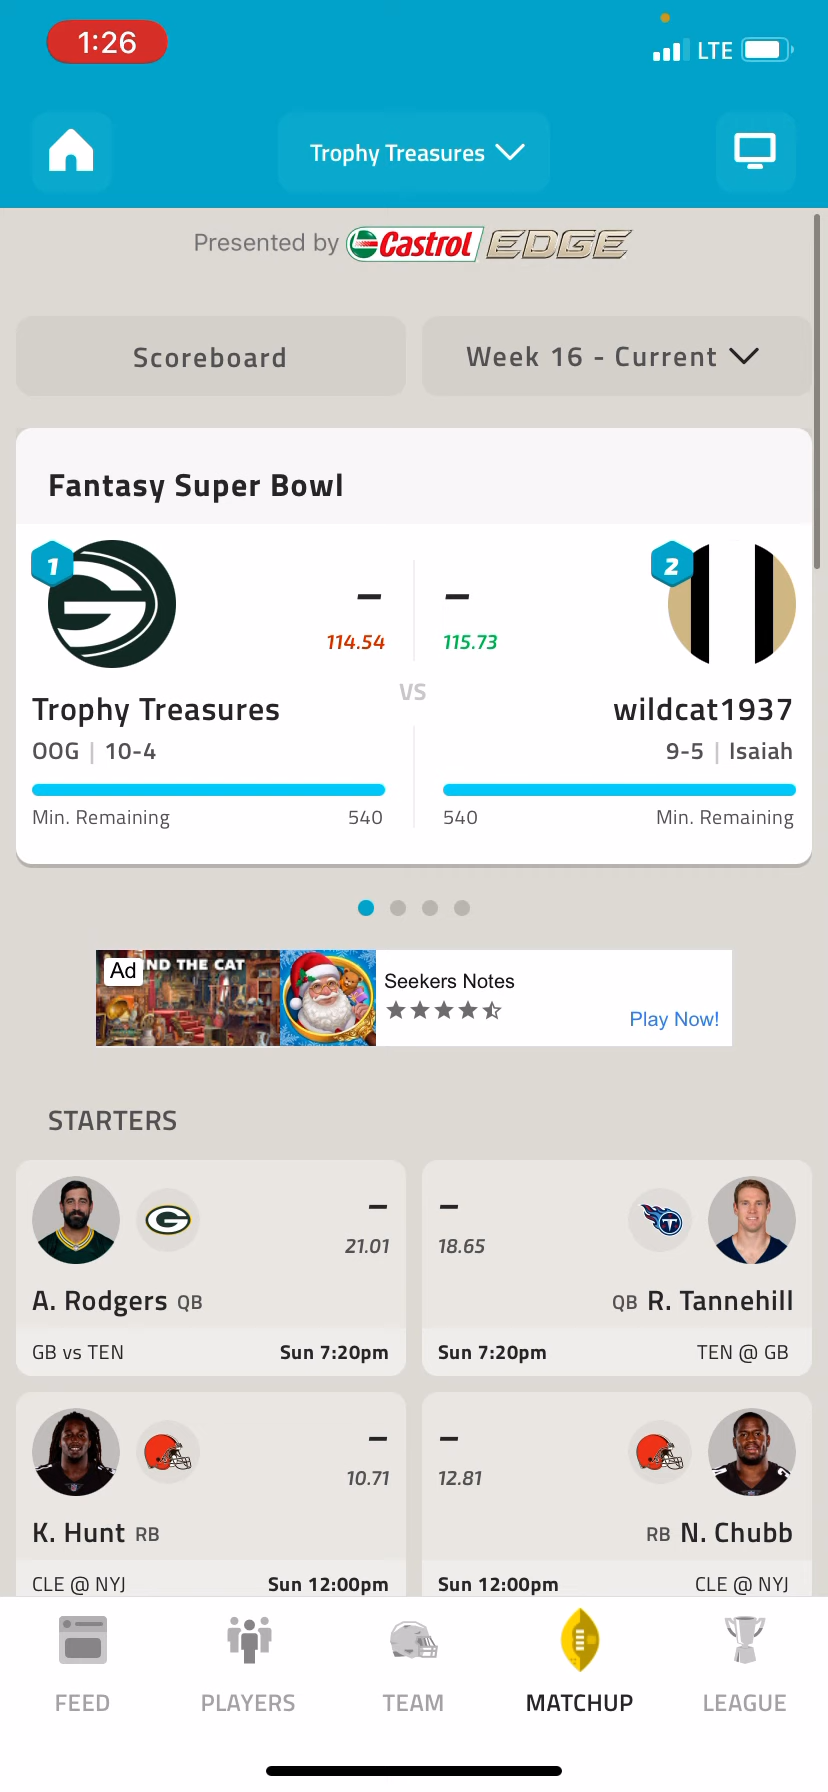 1:26
LTE
Trophy Treasures
Presented by Castrol EDGE
Scoreboard
Week 16 - Current
Fantasy Super Bowl
1
2
–
–
114.54
115.73
VS
Trophy Treasures
wildcat1937
OOG | 10-4
9-5 | Isaiah
Min. Remaining 540
540 Min. Remaining
Ad
ND THE CAT
Seekers Notes
Play Now!
STARTERS
–
–
21.01
18.65
A. Rodgers QB
QB R. Tannehill
GB vs TEN Sun 7:20pm
Sun 7:20pm TEN @ GB
–
–
10.71
12.81
K. Hunt RB
RB N. Chubb
CLE @ NYJ Sun 12:00pm
Sun 12:00pm CLE @ NYJ
FEED
PLAYERS
TEAM
MATCHUP
LEAGUE